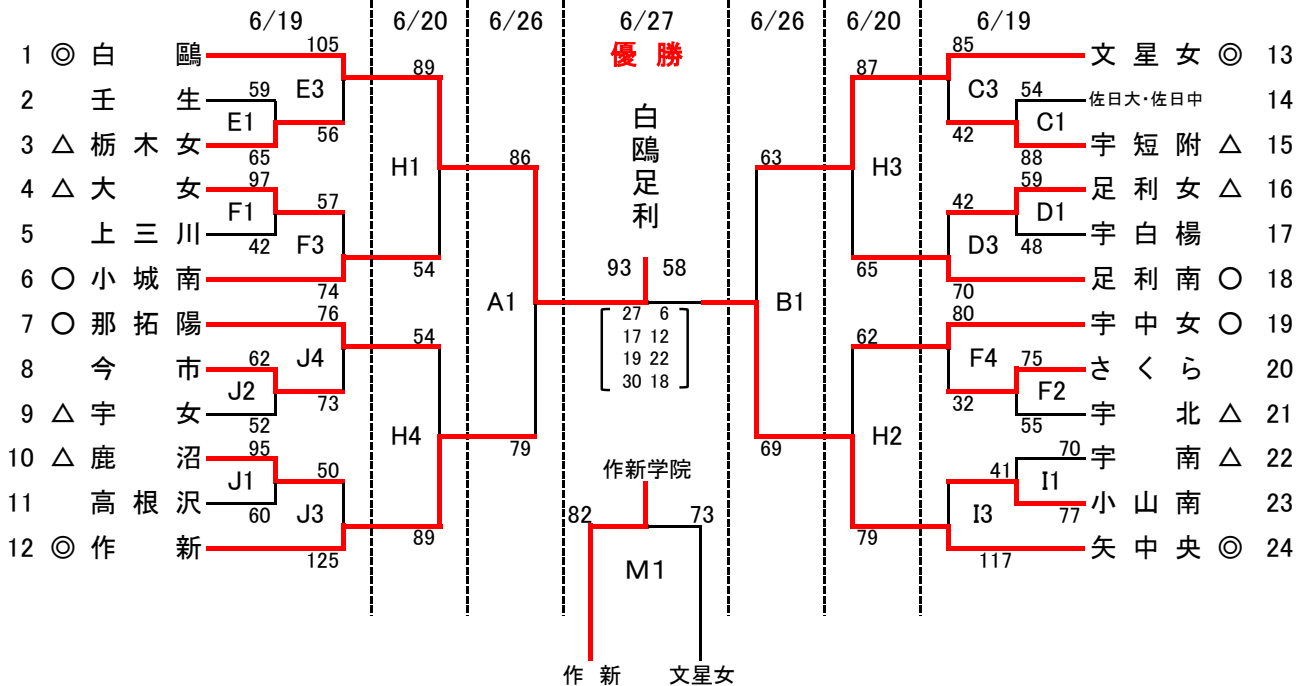 6/19 6/20 6/26 6/27 6/26 6/20 6/19
優勝
105
1 ◎ 白鷗
89
E3
59
2 壬生
E1
56
3 △ 栃木女
65
H1
86
97
4 △ 大女
57
F1
5 上三川
42
F3
54
6 ○ 小城南
74
A1
76
7 ○ 那拓陽
54
62
J4
8 今市
J2
73
9 △ 宇女
52
H4
79
95
10 △ 鹿沼
50
J1
11 高根沢
60
J3
89
12 ◎ 作新
125
白鷗足利
93 58
27 6
17 12
19 22
30 18
作新学院
82 73
M1
作新 文星女
85
文星女 ◎ 13
87
C3
54
佐日大・佐日中 14
C1
42
宇短附 △ 15
88
63
H3
59
足利女 △ 16
42
D1
宇白楊 17
48
D3
65
足利南 ○ 18
70
B1
80
宇中女 ○ 19
62
F4
75
さくら 20
F2
32
宇北 △ 21
55
69
H2
70
宇南 △ 22
41
I1
小山南 23
77
I3
79
矢中央 ◎ 24
117